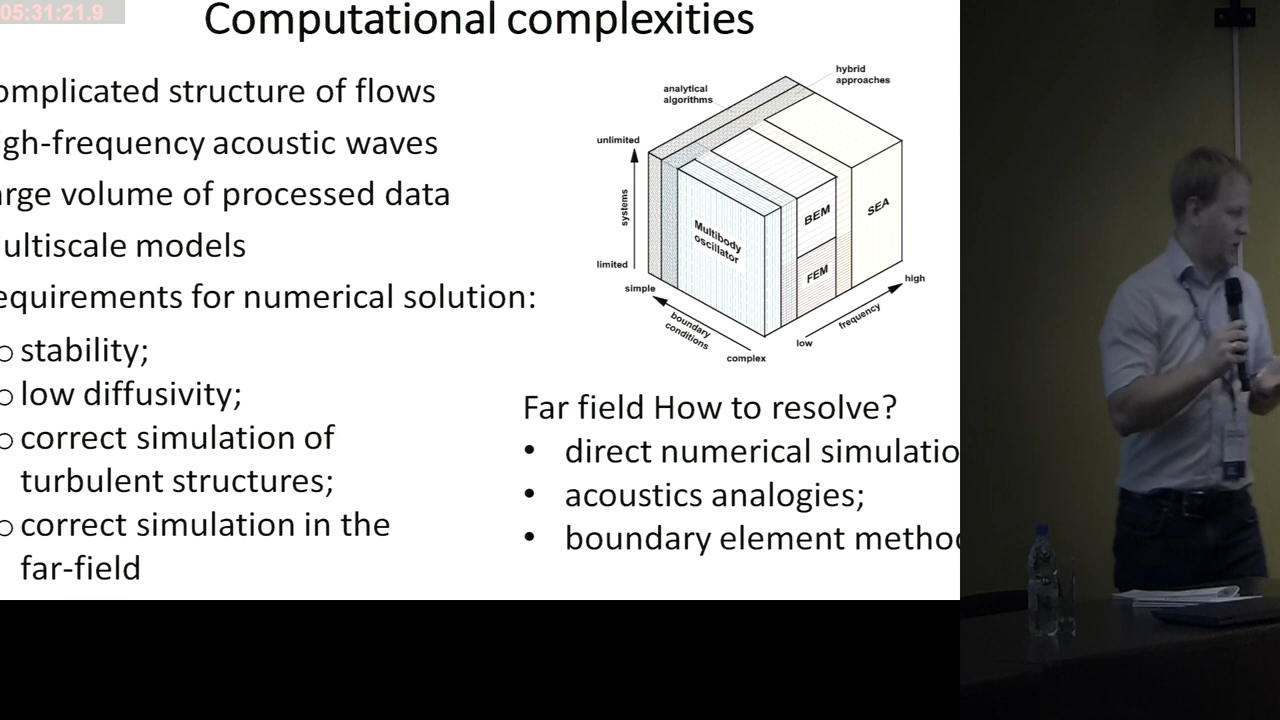 05:31:21.9
Computational complexities
omplicated structure of flows
igh-frequency acoustic waves
arge volume of processed data
ultiscale models
equirements for numerical solution:
○ stability;
○ low diffusivity;
○ correct simulation of
turbulent structures;
○ correct simulation in the
far-field
hybrid
approaches
analytical
algorithms
unlimited
systems
limited
simple
boundary
conditions
complex
low
frequency
high
Multibody
oscillator
BEM
FEM
SEA
Far field How to resolve?
• direct numerical simulatio
• acoustics analogies;
• boundary element metho